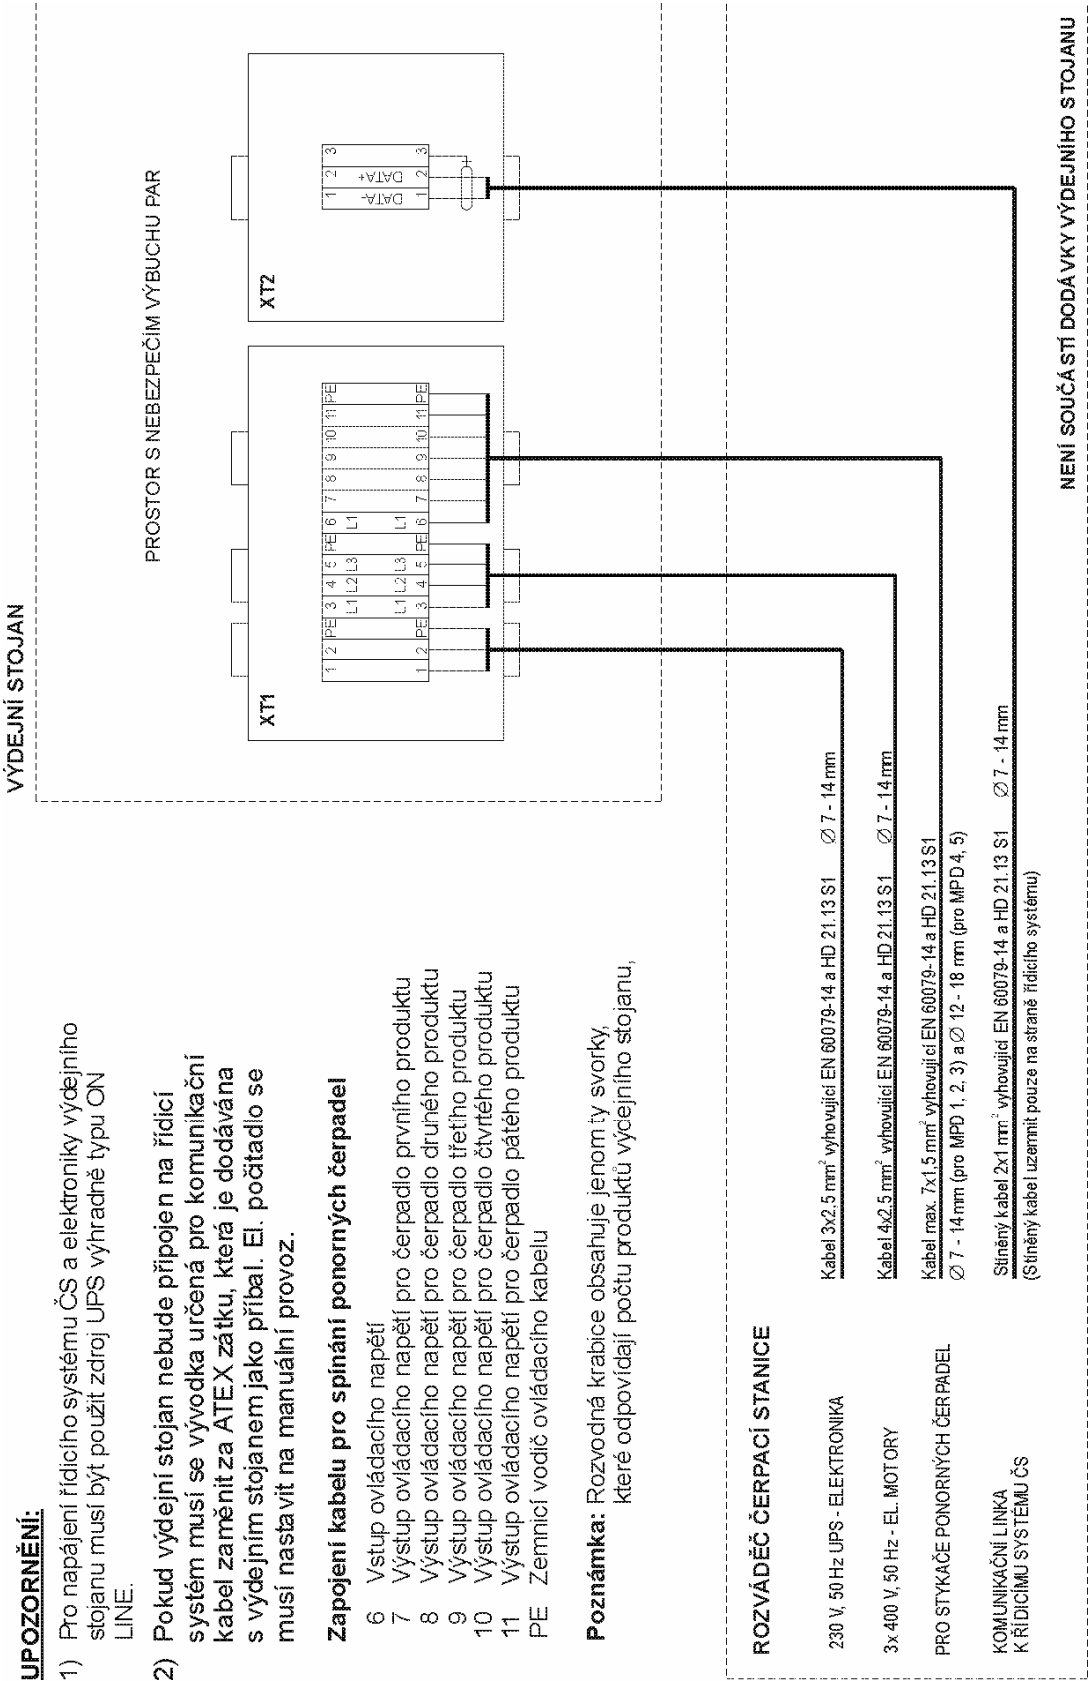 UPOZORNĚNÍ:
1) Pro napájení řídícího systému ČS a elektroniky výdejního
stojanu musí být použit zdroj UPS výhradně typu ON
LINE.
2) Pokud výdejní stojan nebude připojen na řídicí
systém musí se vývodka určená pro komunikační
kabel zaměnit za ATEX zátku, která je dodávána
s výdejním stojanem jako příbal. El. počitadlo se
musí nastavit na manuální provoz.
Zapojení kabelu pro spínání ponorných čerpadel
6 Vstup ovládacího napětí
7 Výstup ovládacího napětí pro čerpadlo prvního produktu
8 Výstup ovládacího napětí pro čerpadlo druhého produktu
9 Výstup ovládacího napětí pro čerpadlo třetího produktu
10 Výstup ovládacího napětí pro čerpadlo čtvrtého produktu
11 Výstup ovládacího napětí pro čerpadlo pátého produktu
PE Zemnicí vodič ovládacího kabelu
Poznámka: Rozvodná krabice obsahuje jenom ty svorky,
které odpovídají počtu produktů výdejního stojanu,
VÝDEJNÍ STOJAN
PROSTOR S NEBEZPEČÍM VÝBUCHU PAR
XT1
1 2 PE 3 4 5 PE 6 7 8 9 10 11 PE
L1 L2 L3 L1
L1 L2 L3 L1
1 2 PE 3 4 5 PE 6 7 8 9 10 11 PE
XT2
1 2 3
DATA- DATA+
1 2 3
ROZVÁDĚČ ČERPACÍ STANICE
230 V, 50 Hz UPS - ELEKTRONIKA
Kabel 3x2,5 mm² vyhovující EN 60079-14 a HD 21.13 S1 ∅ 7 - 14 mm
3x 400 V, 50 Hz - EL. MOTORY
Kabel 4x2,5 mm² vyhovující EN 60079-14 a HD 21.13 S1 ∅ 7 - 14 mm
PRO STYKAČE PONORNÝCH ČERPADEL
Kabel max. 7x1,5 mm² vyhovující EN 60079-14 a HD 21.13 S1
∅ 7 - 14 mm (pro MPD 1, 2, 3) a ∅ 12 - 18 mm (pro MPD 4, 5)
KOMUNIKAČNÍ LINKA
K ŘÍDICÍMU SYSTÉMU ČS
Stíněný kabel 2x1 mm² vyhovující EN 60079-14 a HD 21.13 S1 ∅ 7 - 14 mm
(Stíněný kabel uzemnit pouze na straně řídicího systému)
NENÍ SOUČÁSTÍ DODÁVKY VÝDEJNÍHO STOJANU